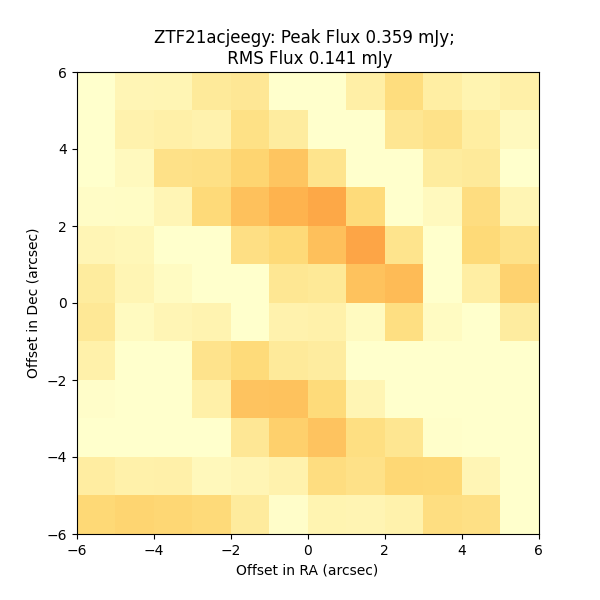 ZTF21acjeegy: Peak Flux 0.359 mJy;
RMS Flux 0.141 mJy
6
4
2
0
−2
−4
−6
Offset in Dec (arcsec)
−6 −4 −2 0 2 4 6
Offset in RA (arcsec)